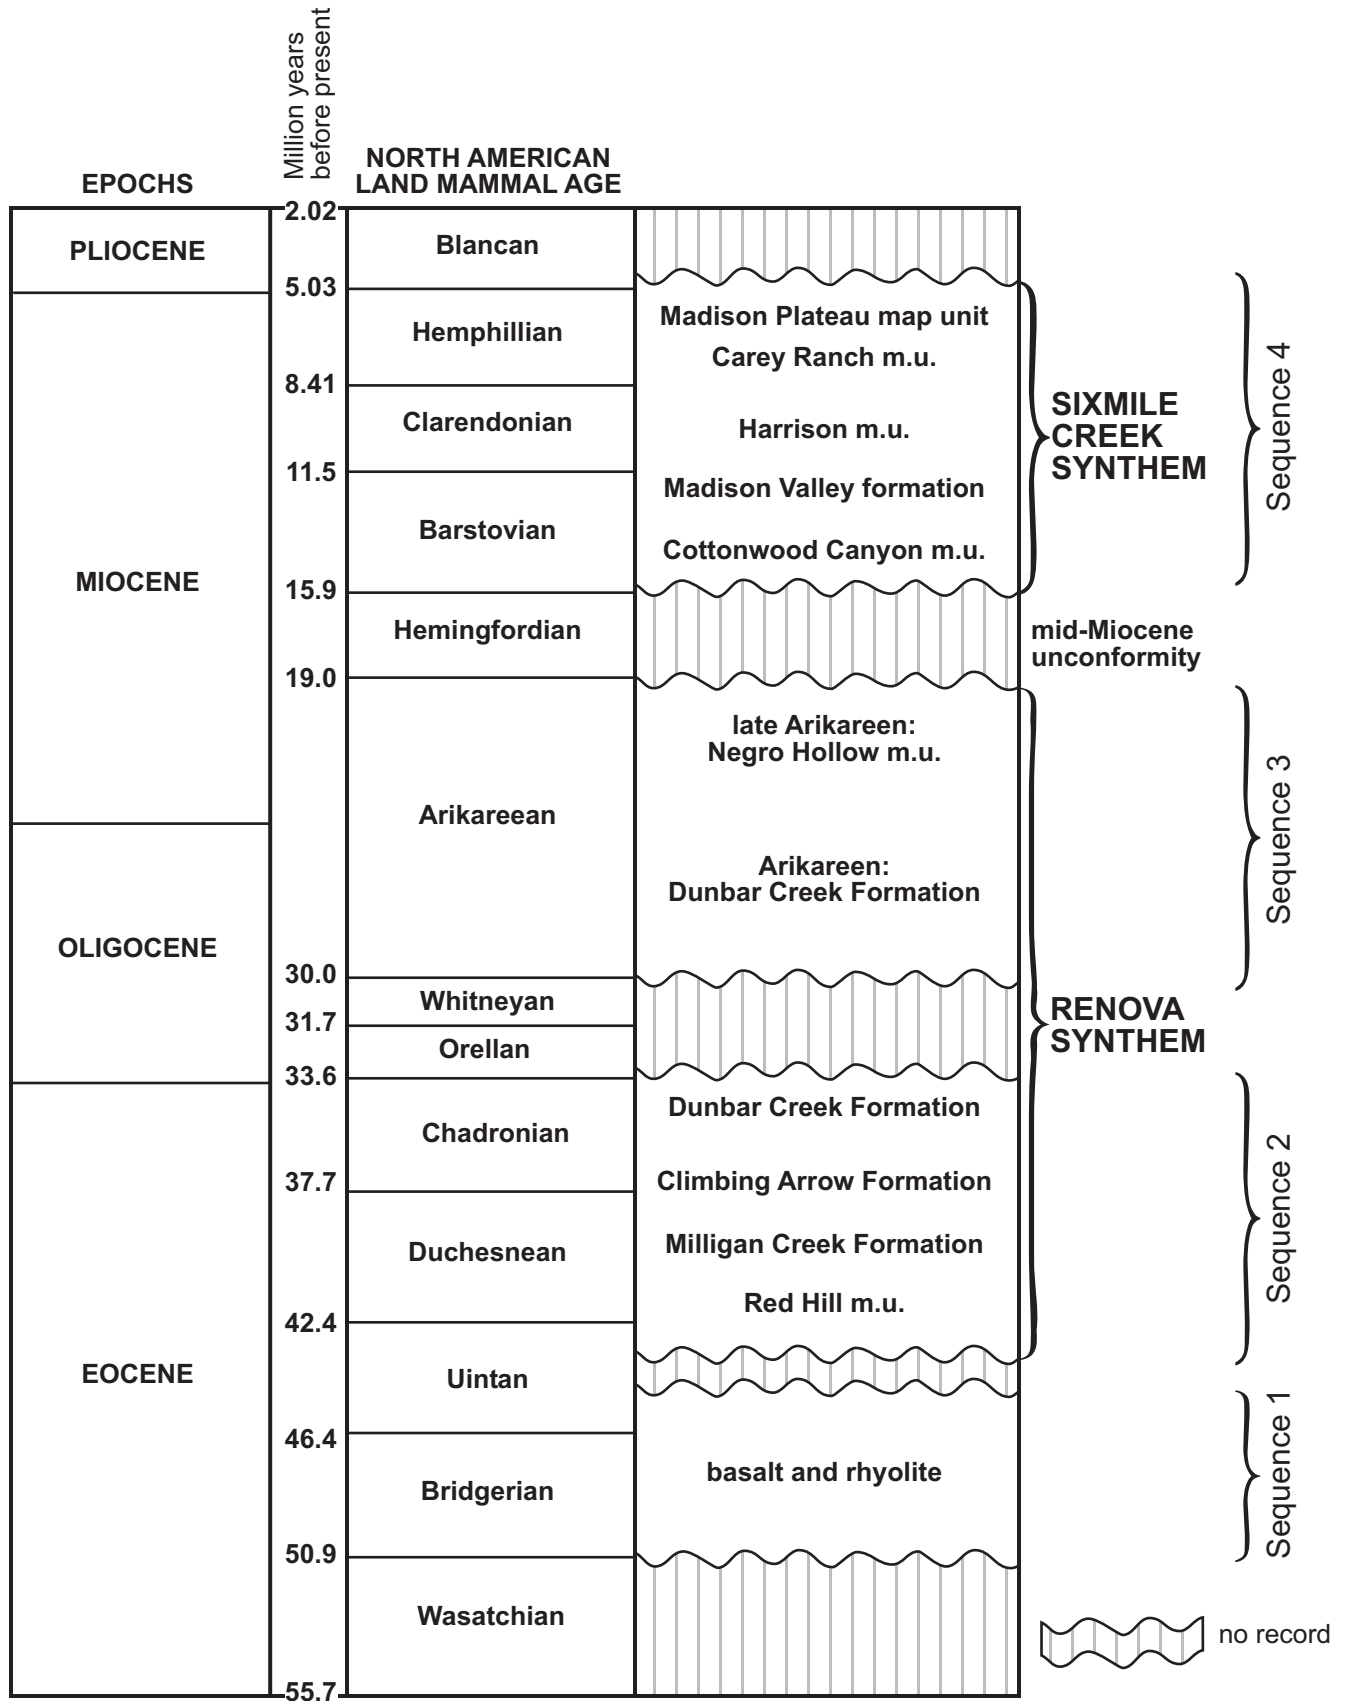 Million years
before present
EPOCHS
NORTH AMERICAN
LAND MAMMAL AGE
2.02
PLIOCENE
Blancan
5.03
Hemphillian
Madison Plateau map unit
Carey Ranch m.u.
8.41
Clarendonian
Harrison m.u.
SIXMILE
CREEK
SYNTHEM
Sequence 4
11.5
Madison Valley formation
Barstovian
Cottonwood Canyon m.u.
MIOCENE
15.9
Hemingfordian
mid-Miocene
unconformity
19.0
late Arikareen:
Negro Hollow m.u.
Arikareean
Sequence 3
Arikareen:
Dunbar Creek Formation
OLIGOCENE
30.0
Whitneyan
RENOVA
SYNTHEM
31.7
Orellan
33.6
Dunbar Creek Formation
Chadronian
37.7
Climbing Arrow Formation
Sequence 2
Duchesnean
Milligan Creek Formation
Red Hill m.u.
42.4
EOCENE
Uintan
46.4
basalt and rhyolite
Sequence 1
Bridgerian
50.9
Wasatchian
no record
55.7